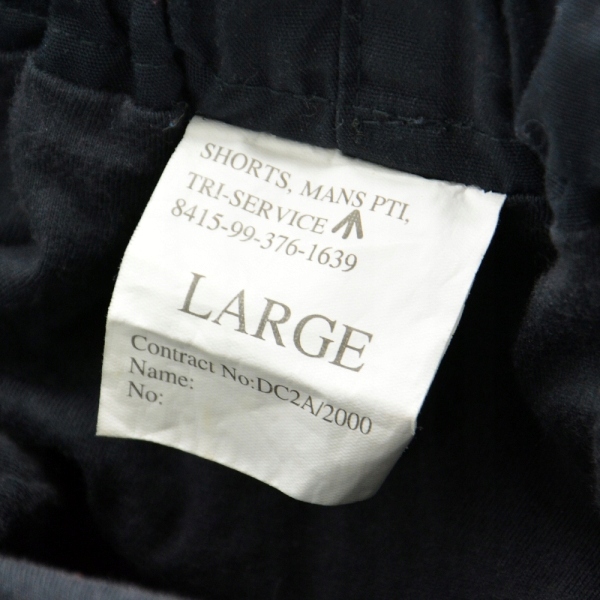 SHORTS, MANS PTI,
TRI-SERVICE
8415-99-376-1639
LARGE
Contract No:DC2A/2000
Name:
No: